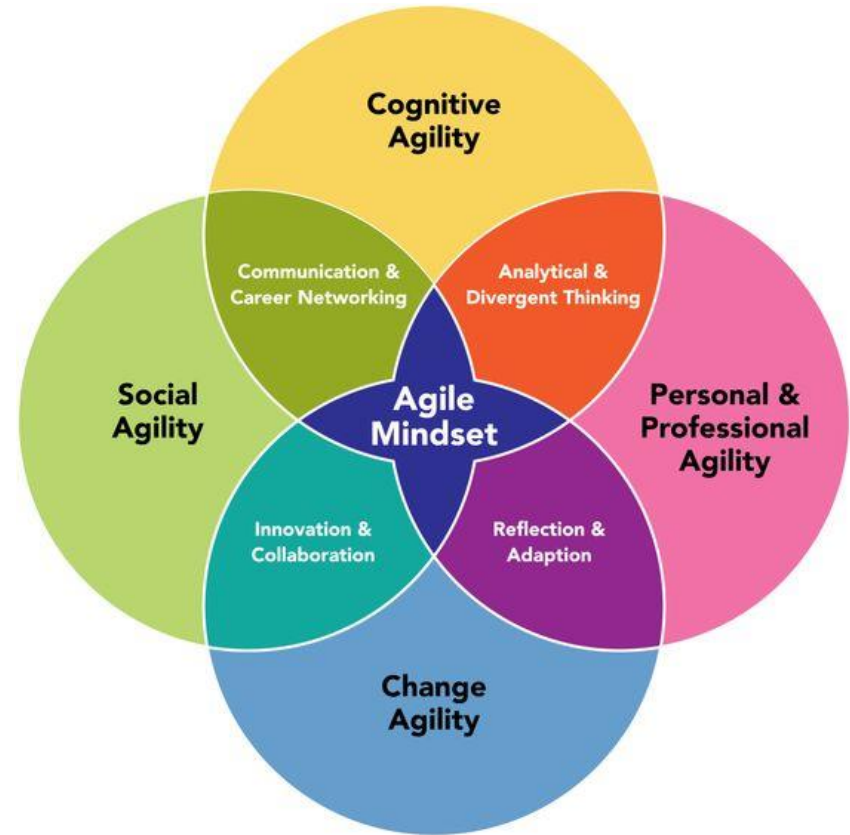 Cognitive
Agility
Communication &
Career Networking
Analytical &
Divergent Thinking
Social
Agility
Agile
Mindset
Personal &
Professional
Agility
Innovation &
Collaboration
Reflection &
Adaption
Change
Agility